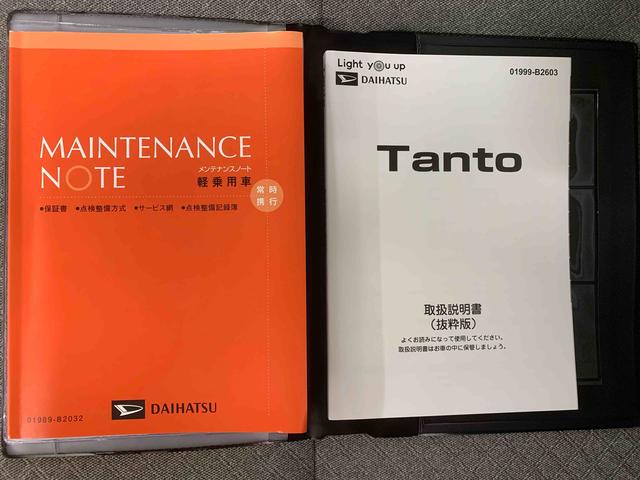 MAINTENANCE
NOTE
メンテナンスノート
軽乗用車
常時
携行
●保証書 ●点検整備方式 ●サービス網 ●点検整備記録簿
DAIHATSU
01989-B2032
Light you up
DAIHATSU
01999-B2603
Tanto
取扱説明書
（抜粋版）
よくお読みになって使用してください。
取扱説明書はお車の中に保管しましょう。